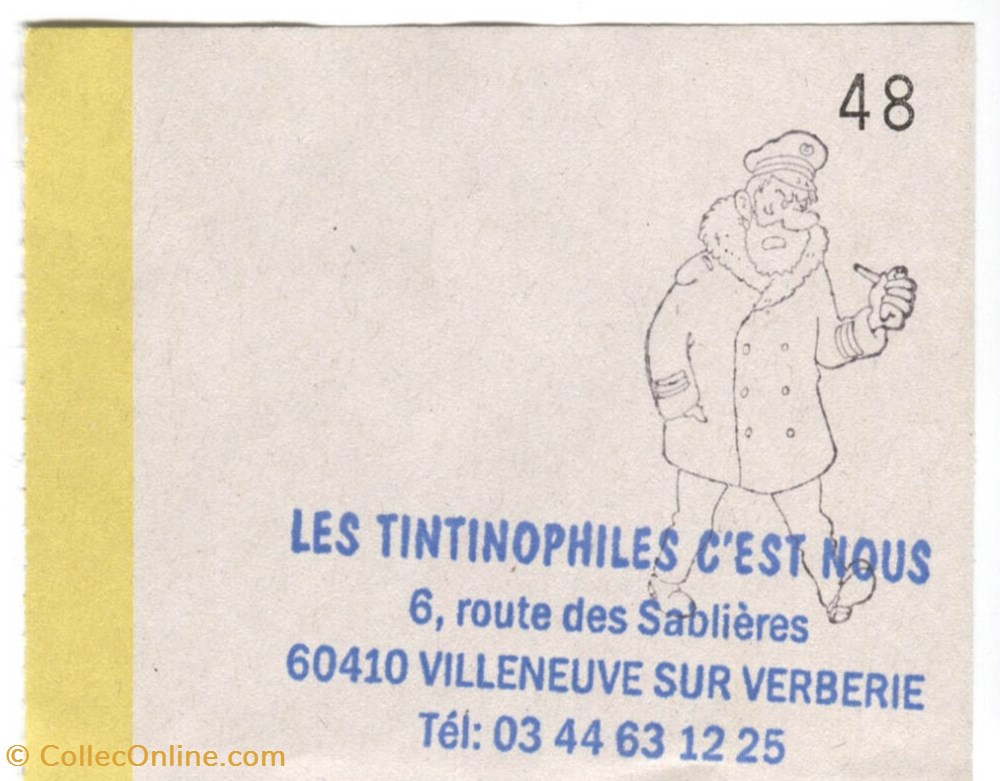 48
LES TINTINOPHILES C'EST NOUS
6, route des Sablières
60410 VILLENEUVE SUR VERBERIE
Tél: 03 44 63 12 25
© CollecOnline.com